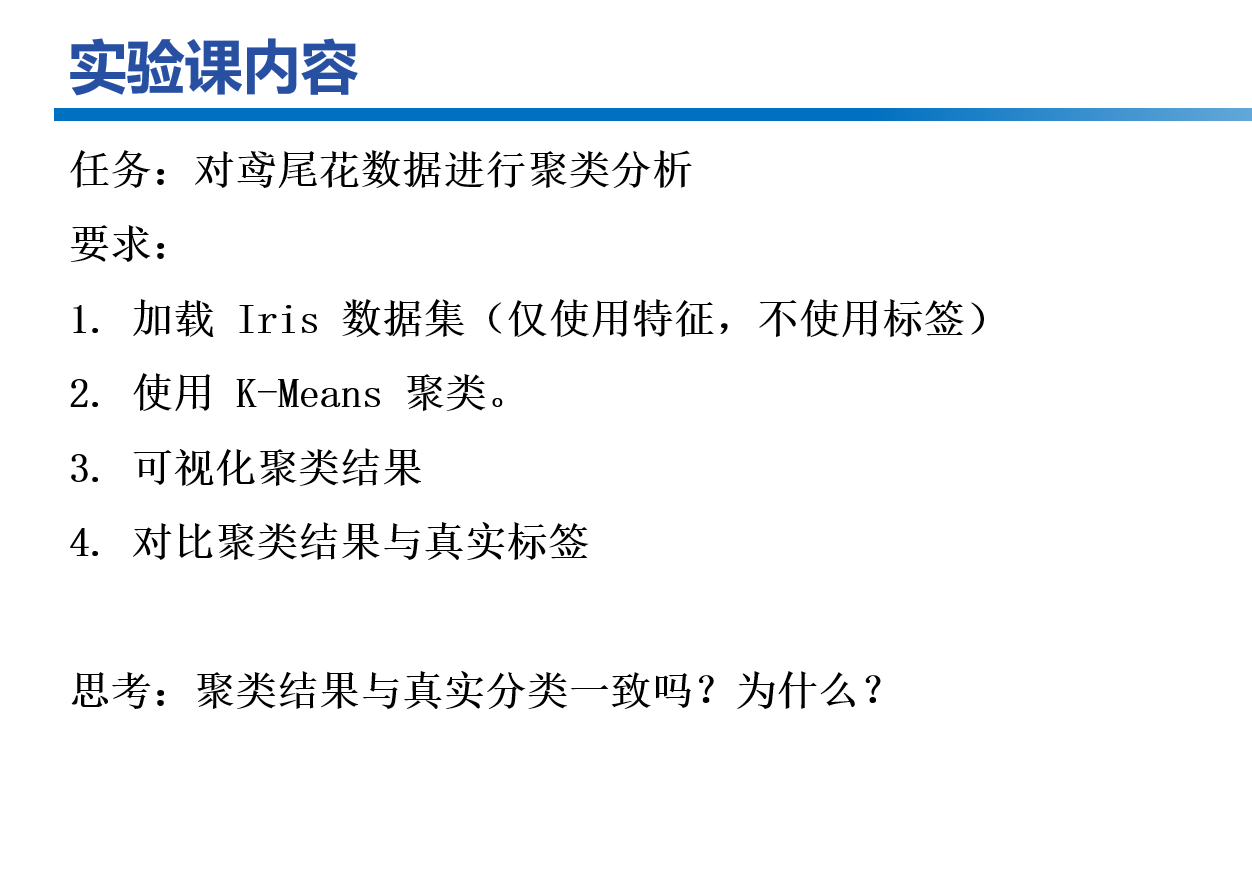 实验课内容
任务：对鸢尾花数据进行聚类分析
要求：
1. 加载 Iris 数据集（仅使用特征，不使用标签）
2. 使用 K-Means 聚类。
3. 可视化聚类结果
4. 对比聚类结果与真实标签
思考：聚类结果与真实分类一致吗？为什么？